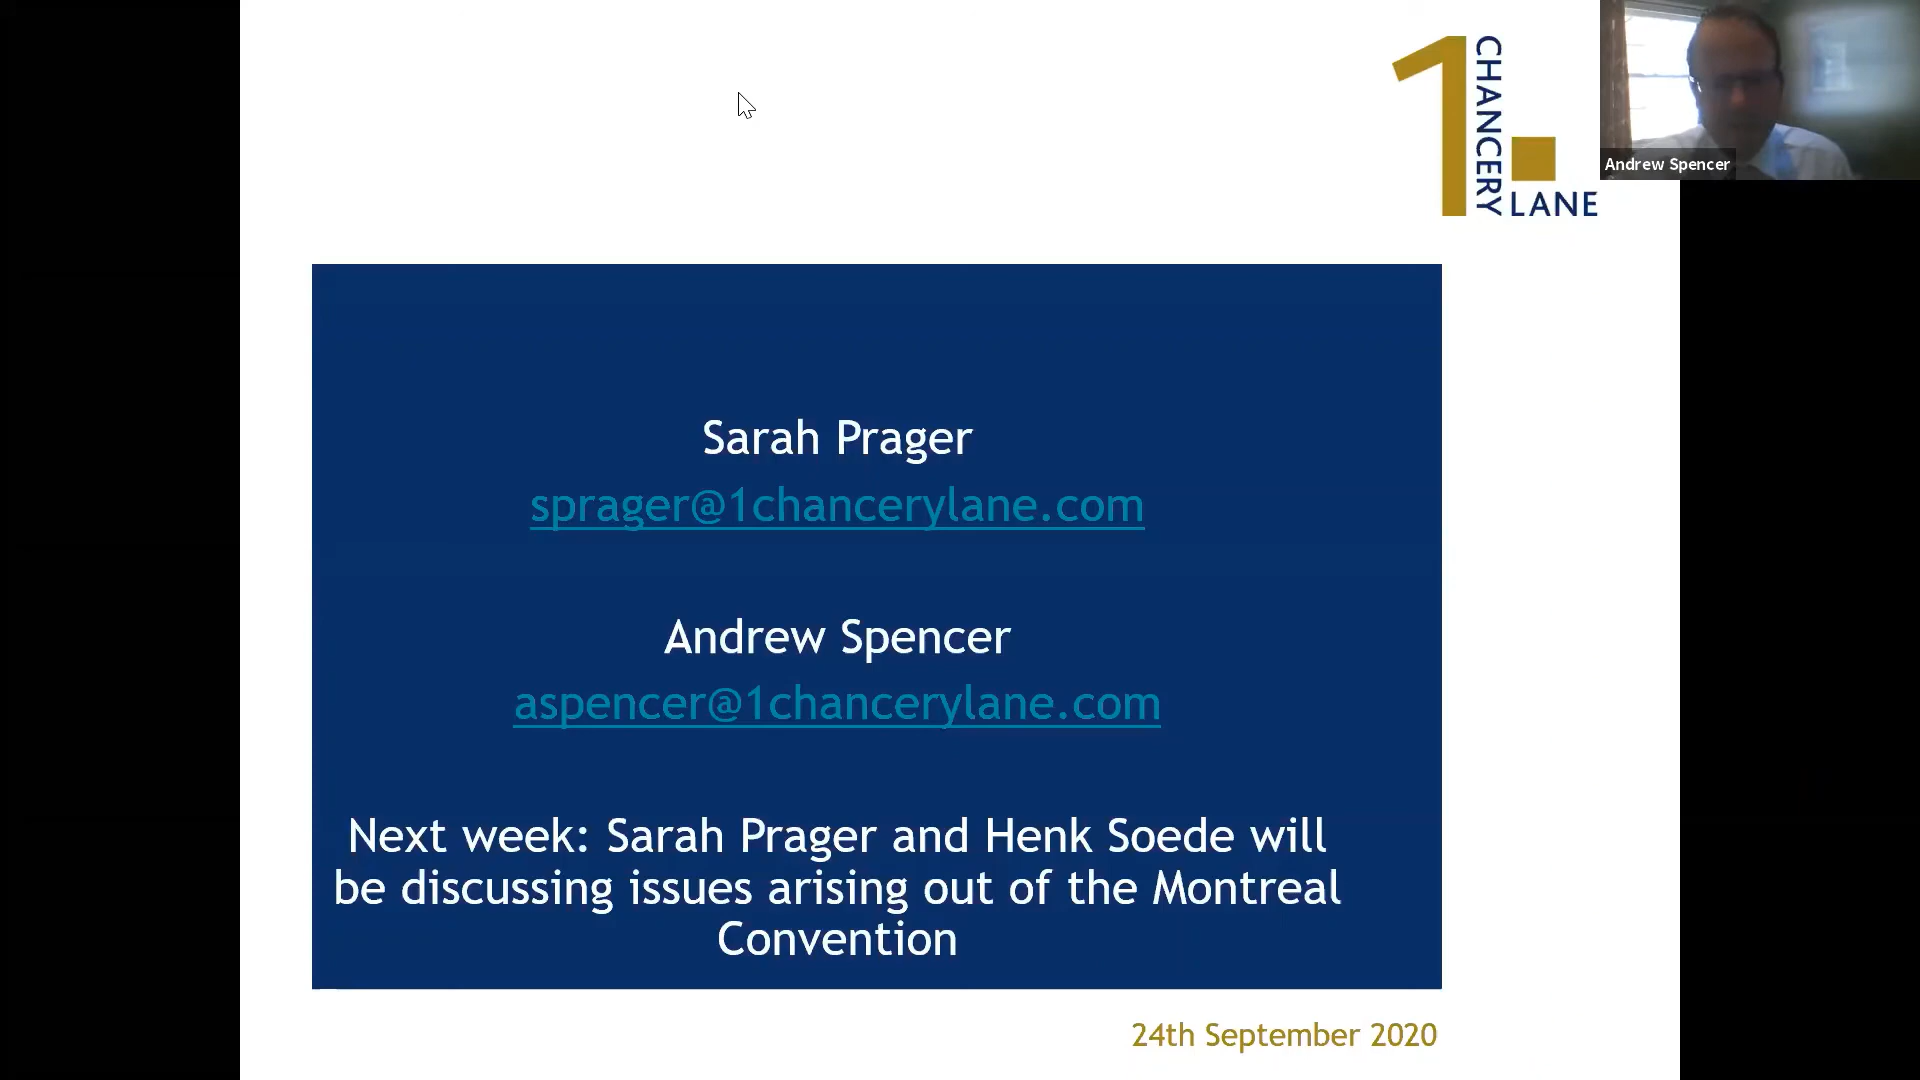 1 CHANCERY LANE
Andrew Spencer
Sarah Prager
sprager@1chancerylane.com
Andrew Spencer
aspencer@1chancerylane.com
Next week: Sarah Prager and Henk Soede will
be discussing issues arising out of the Montreal
Convention
24th September 2020